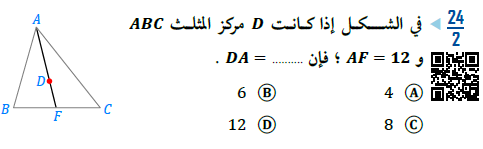 24/2 ◀ في الشكل إذا كانت D مركز المثلث ABC
و AF = 12 ؛ فإن .......... = DA .
A 4
B 6
C 8
D 12
A
D
B
F
C